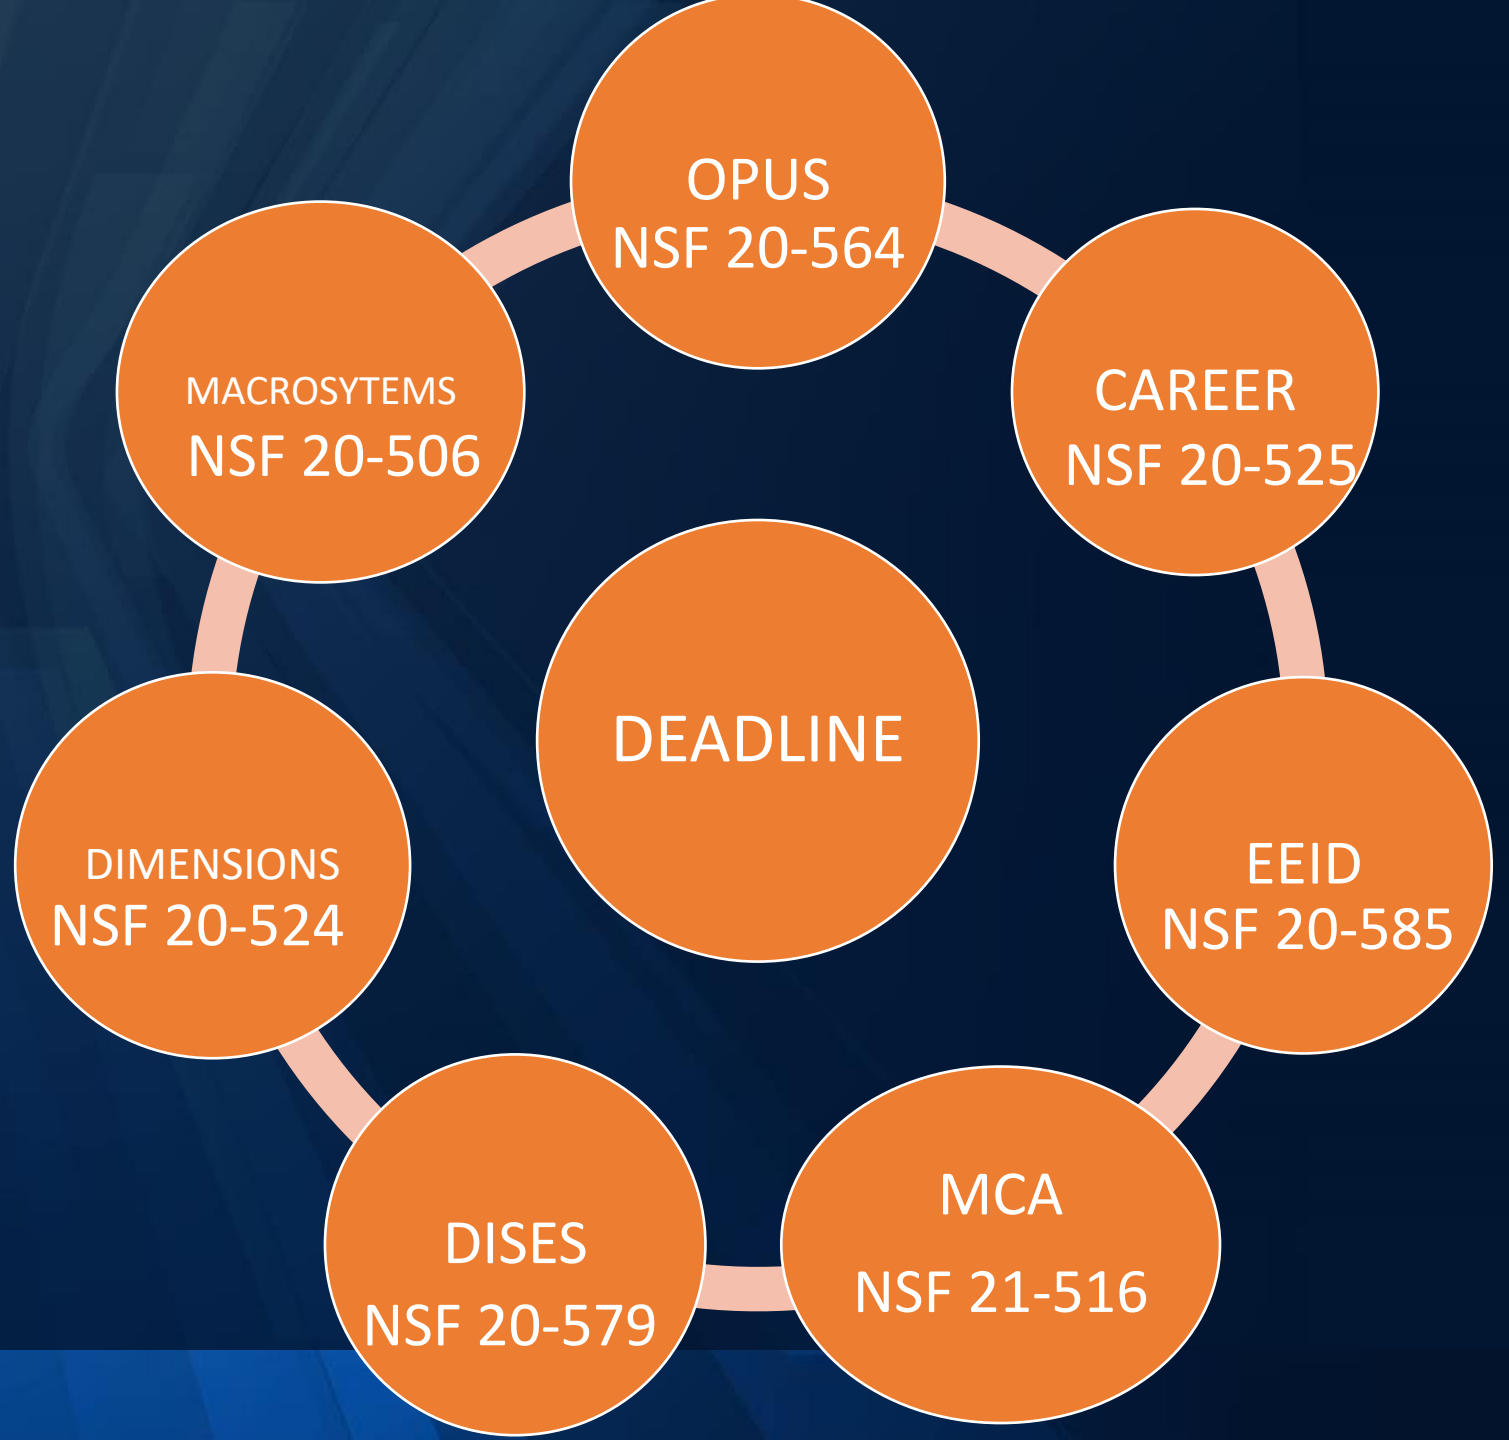 OPUS
NSF 20-564
CAREER
NSF 20-525
EEID
NSF 20-585
MCA
NSF 21-516
DISES
NSF 20-579
DIMENSIONS
NSF 20-524
MACROSYTEMS
NSF 20-506
DEADLINE